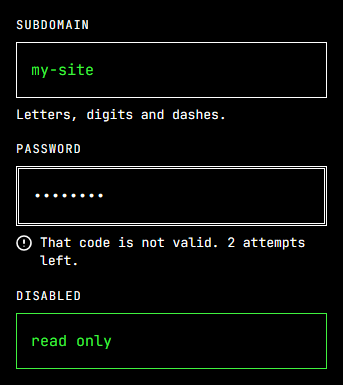 SUBDOMAIN
my-site
Letters, digits and dashes.
PASSWORD
••••••••
That code is not valid. 2 attempts
left.
DISABLED
read only